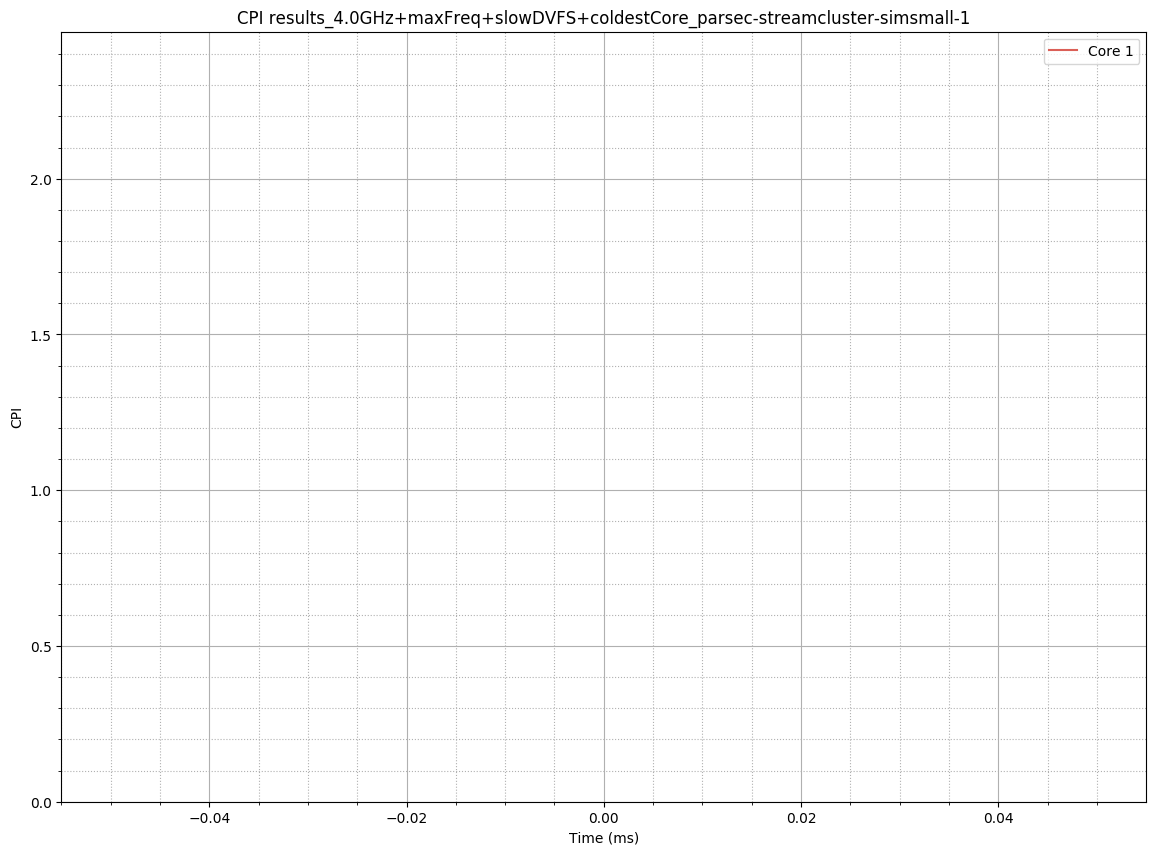 CPI results_4.0GHz+maxFreq+slowDVFS+coldestCore_parsec-streamcluster-simsmall-1
Core 1
2.0
1.5
1.0
0.5
0.0
CPI
−0.04
−0.02
0.00
0.02
0.04
Time (ms)